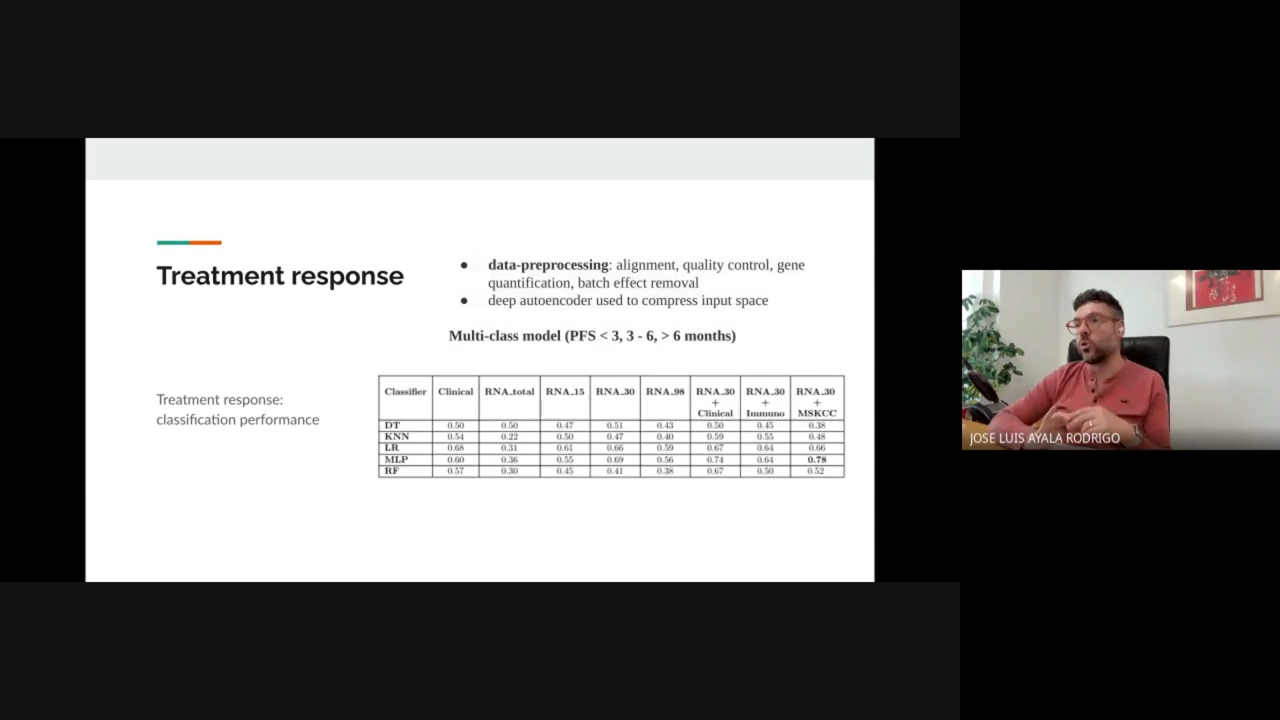 Treatment response
● data-preprocessing: alignment, quality control, gene
quantification, batch effect removal
● deep autoencoder used to compress input space
Multi-class model (PFS < 3, 3 - 6, > 6 months)
Treatment response:
classification performance
Classifier Clinical RNA_total RNA_15 RNA_30 RNA_98 RNA_30 + Clinical RNA_30 + Immuno RNA_30 + MSKCC
DT 0.50 0.50 0.47 0.51 0.43 0.50 0.45 0.38
KNN 0.54 0.22 0.50 0.47 0.40 0.59 0.55 0.48
LR 0.68 0.31 0.61 0.66 0.59 0.67 0.64 0.66
MLP 0.60 0.36 0.55 0.69 0.56 0.74 0.64 0.78
RF 0.57 0.30 0.45 0.41 0.38 0.67 0.50 0.52
JOSE LUIS AYALA RODRIGO